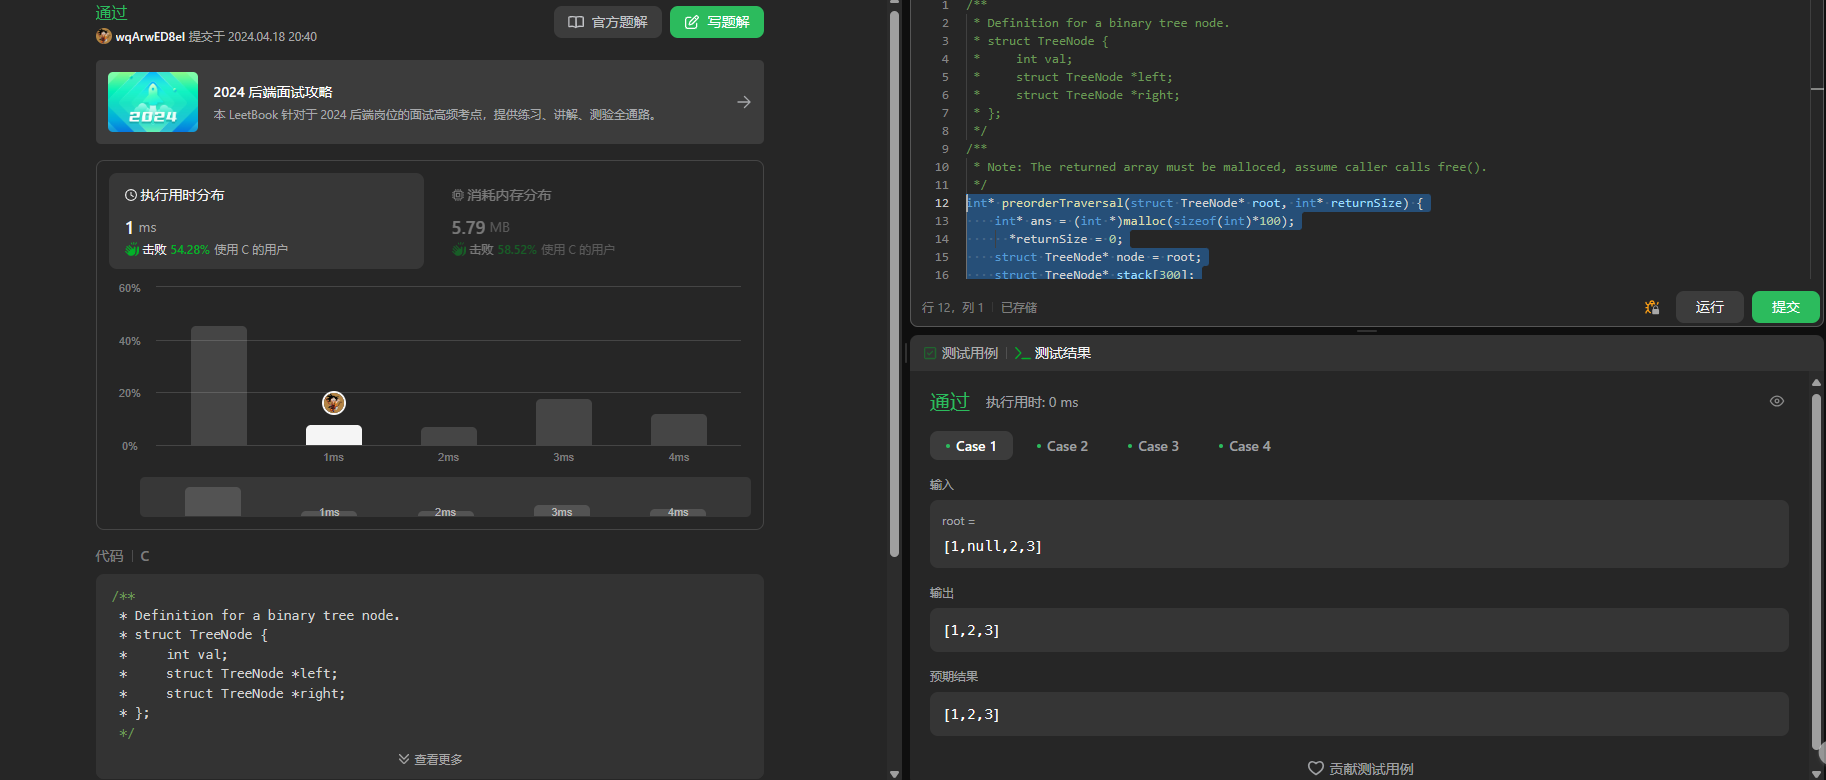 通过
wqArwED8el 提交于 2024.04.18 20:40
官方题解
写题解
2024
2024 后端面试攻略
本 LeetBook 针对于 2024 后端岗位的面试高频考点，提供练习、讲解、测验全通路。
执行用时分布
1 ms
击败 54.28% 使用 C 的用户
消耗内存分布
5.79 MB
击败 58.52% 使用 C 的用户
60%
40%
20%
0%
1ms
2ms
3ms
4ms
1ms
2ms
3ms
4ms
代码 | C
/**
 * Definition for a binary tree node.
 * struct TreeNode {
 *     int val;
 *     struct TreeNode *left;
 *     struct TreeNode *right;
 * };
 */
查看更多
1 /**
2  * Definition for a binary tree node.
3  * struct TreeNode {
4  *     int val;
5  *     struct TreeNode *left;
6  *     struct TreeNode *right;
7  * };
8  */
9 /**
10  * Note: The returned array must be malloced, assume caller calls free().
11  */
12 int* preorderTraversal(struct TreeNode* root, int* returnSize) {
13     int* ans = (int *)malloc(sizeof(int)*100);
14       *returnSize = 0;
15     struct TreeNode* node = root;
16     struct TreeNode* stack[300];
行 12，列 1 | 已存储
运行
提交
测试用例 | 测试结果
通过 执行用时: 0 ms
Case 1
Case 2
Case 3
Case 4
输入
root =
[1,null,2,3]
输出
[1,2,3]
预期结果
[1,2,3]
贡献测试用例